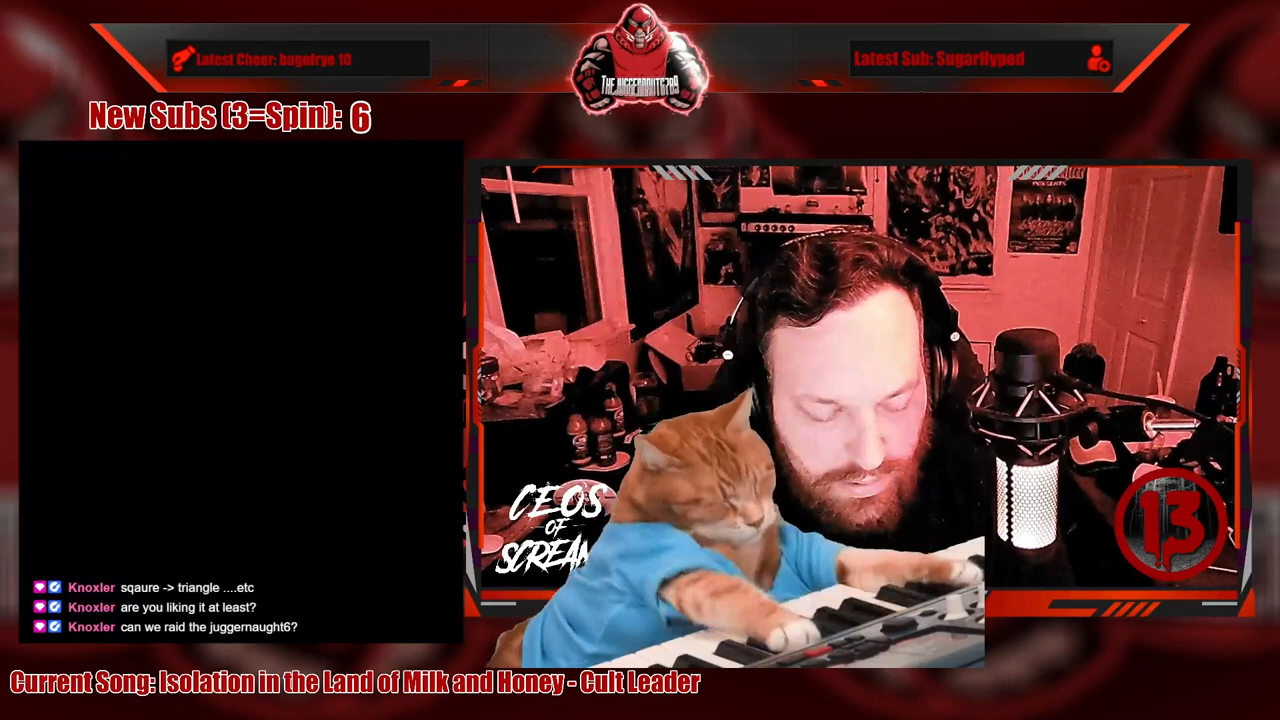 Latest Cheer: bagofrye 10
THEJUGGERNAUT6789
Latest Sub: SugarHyped
New Subs (3=Spin): 6
PRESENTS
CEOS
OF
SCREAM
13
Knoxler sqaure -> triangle ....etc
Knoxler are you liking it at least?
Knoxler can we raid the juggernaught6?
Current Song: Isolation in the Land of Milk and Honey - Cult Leader